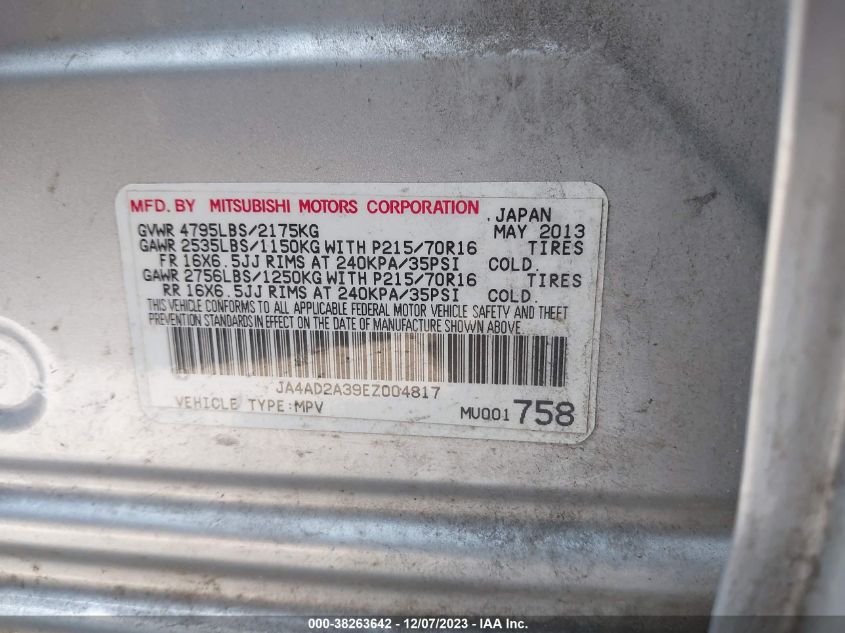 MFD. BY MITSUBISHI MOTORS CORPORATION , JAPAN
GVWR 4795LBS/2175KG MAY 2013
GAWR 2535LBS/1150KG WITH P215/70R16 TIRES
FR 16X6.5JJ RIMS AT 240KPA/35PSI COLD.
GAWR 2756LBS/1250KG WITH P215/70R16 TIRES
RR 16X6.5JJ RIMS AT 240KPA/35PSI COLD.
THIS VEHICLE CONFORMS TO ALL APPLICABLE FEDERAL MOTOR VEHICLE SAFETY AND THEFT
PREVENTION STANDARDS IN EFFECT ON THE DATE OF MANUFACTURE SHOWN ABOVE.
JA4AD2A39EZ004817
VEHICLE TYPE:MPV MU001 758
000-38263642 - 12/07/2023 - IAAI Inc.